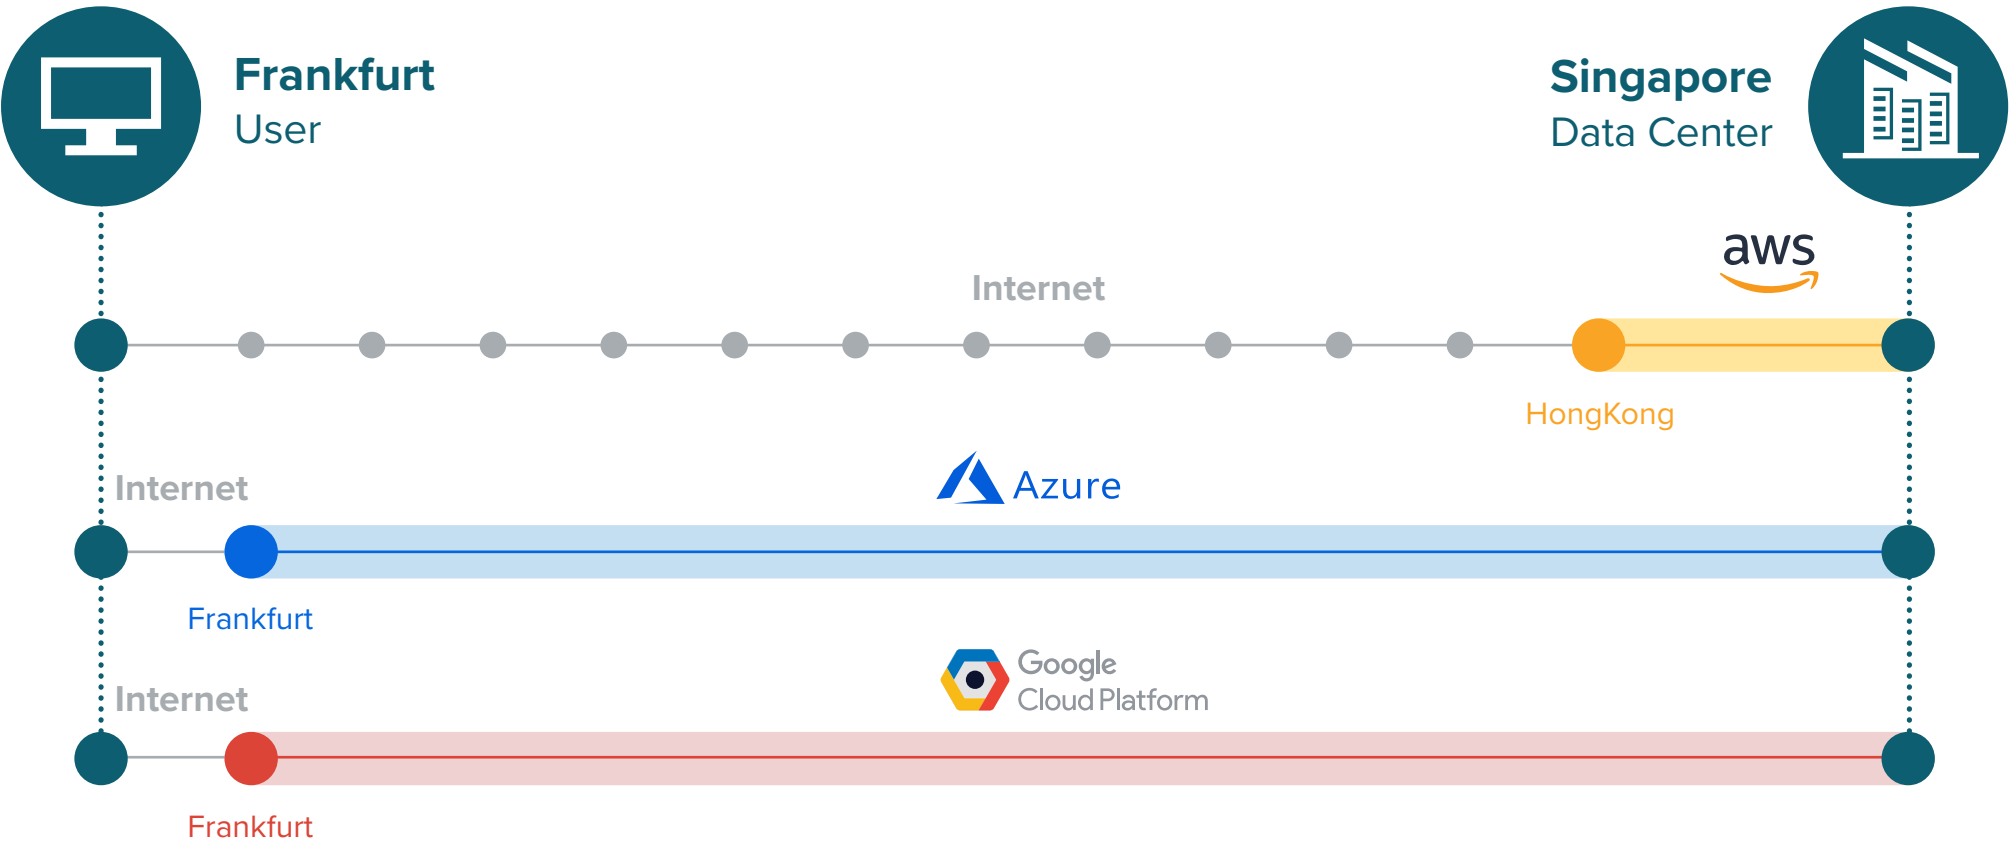 Frankfurt
User
Singapore
Data Center
aws
Internet
HongKong
Azure
Internet
Frankfurt
Google
Cloud Platform
Internet
Frankfurt